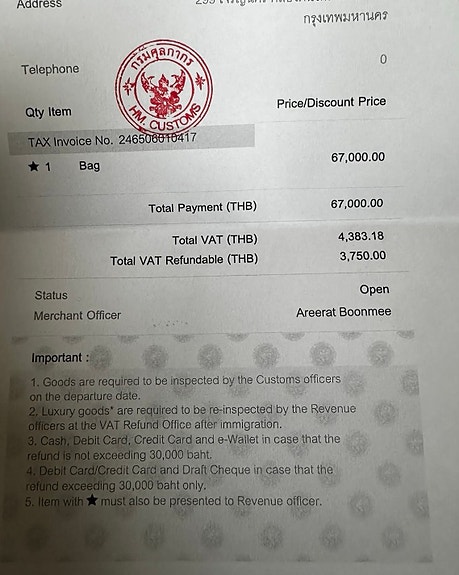 Address
299
กรุงเทพมหานคร
Telephone 0
กรมศุลกากร
HM. CUSTOMS
Qty Item Price/Discount Price
TAX Invoice No. 246506010417
★ 1 Bag 67,000.00
Total Payment (THB) 67,000.00
Total VAT (THB) 4,383.18
Total VAT Refundable (THB) 3,750.00
Status Open
Merchant Officer Areerat Boonmee
Important :
1. Goods are required to be inspected by the Customs officers
on the departure date.
2. Luxury goods* are required to be re-inspected by the Revenue
officers at the VAT Refund Office after immigration.
3. Cash, Debit Card, Credit Card and e-Wallet in case that the
refund is not exceeding 30,000 baht.
4. Debit Card/Credit Card and Draft Cheque in case that the
refund exceeding 30,000 baht only.
5. Item with ★ must also be presented to Revenue officer.